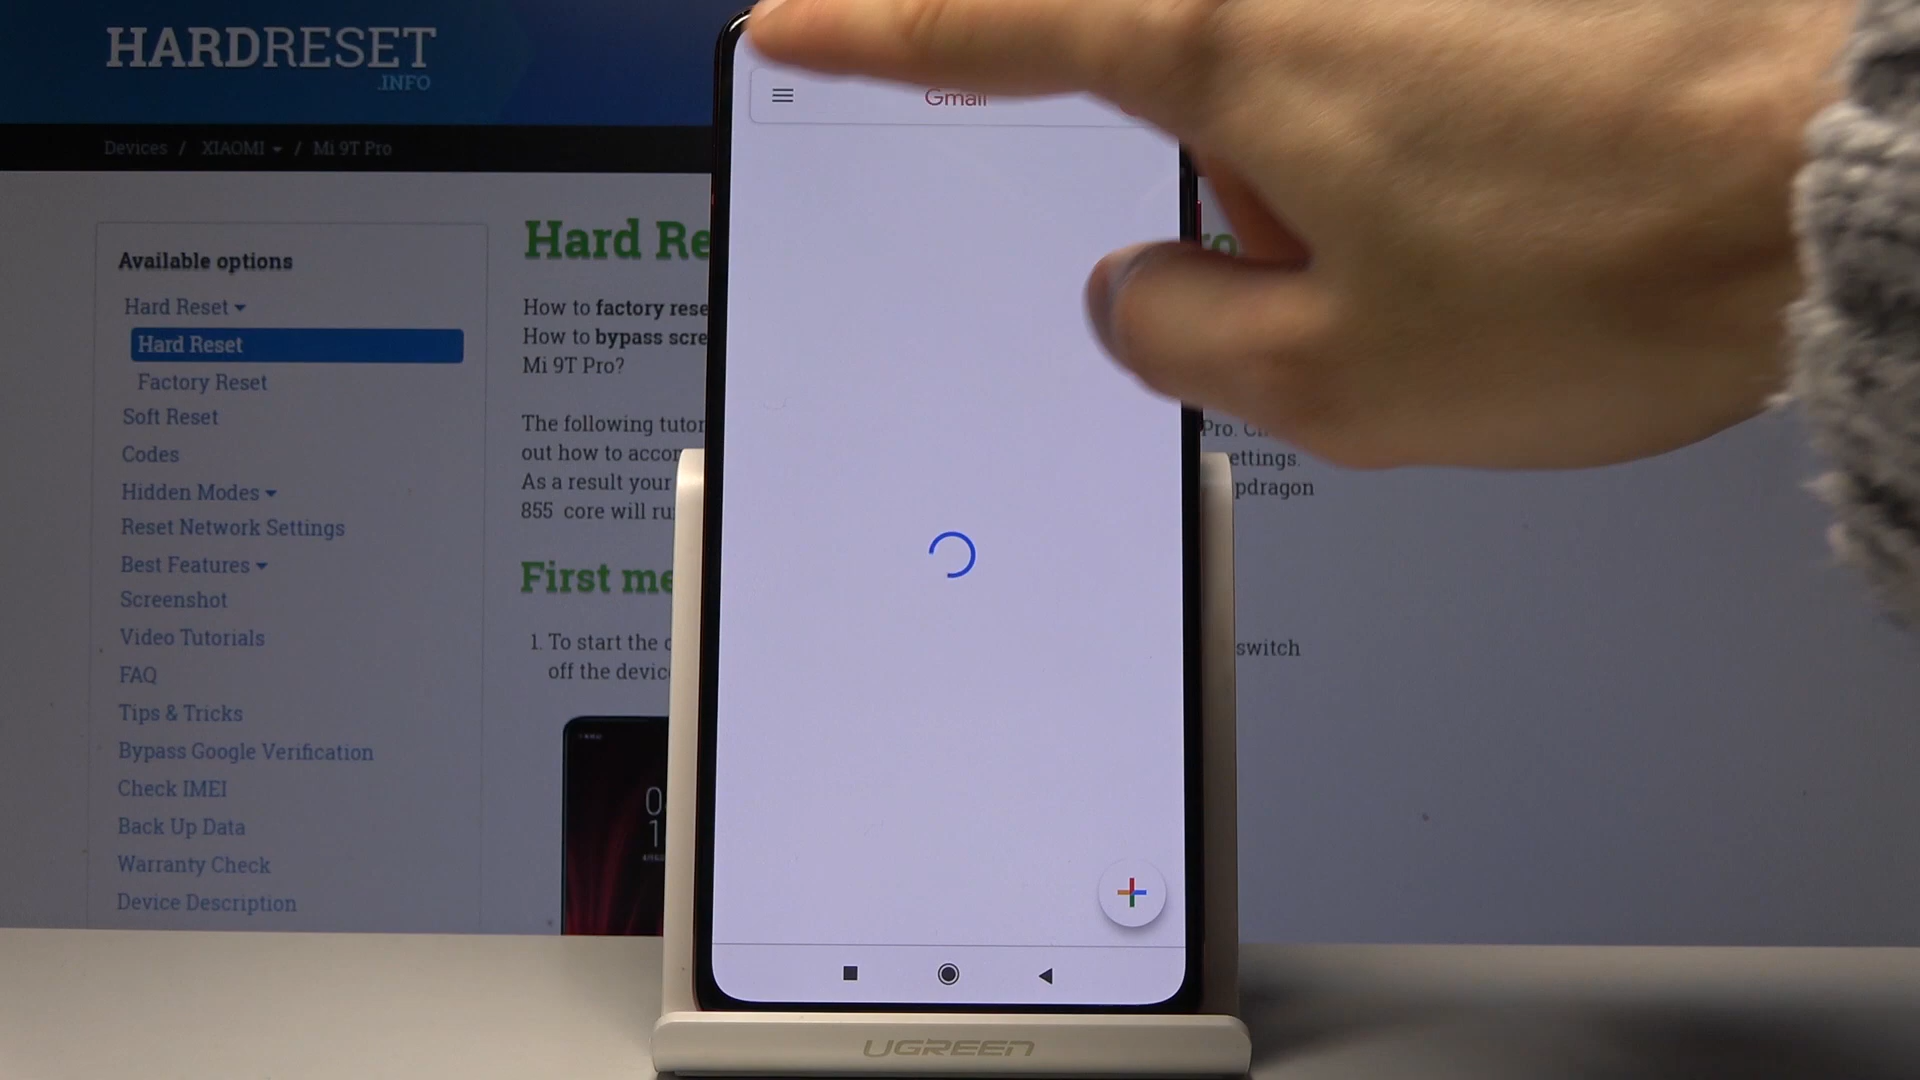 HARDRESET
.INFO
Devices / XIAOMI / Mi 9T Pro
Available options
Hard Reset
Hard Reset
Factory Reset
Soft Reset
Codes
Hidden Modes
Reset Network Settings
Best Features
Screenshot
Video Tutorials
FAQ
Tips & Tricks
Bypass Google Verification
Check IMEI
Back Up Data
Warranty Check
Device Description
Hard Re
How to factory rese
How to bypass scre
Mi 9T Pro?
The following tutor
Pro.
out how to accom
ettings.
As a result your
pdragon
855 core will ru
First me
1. To start the
switch
off the devic
Gmail
UGREEN